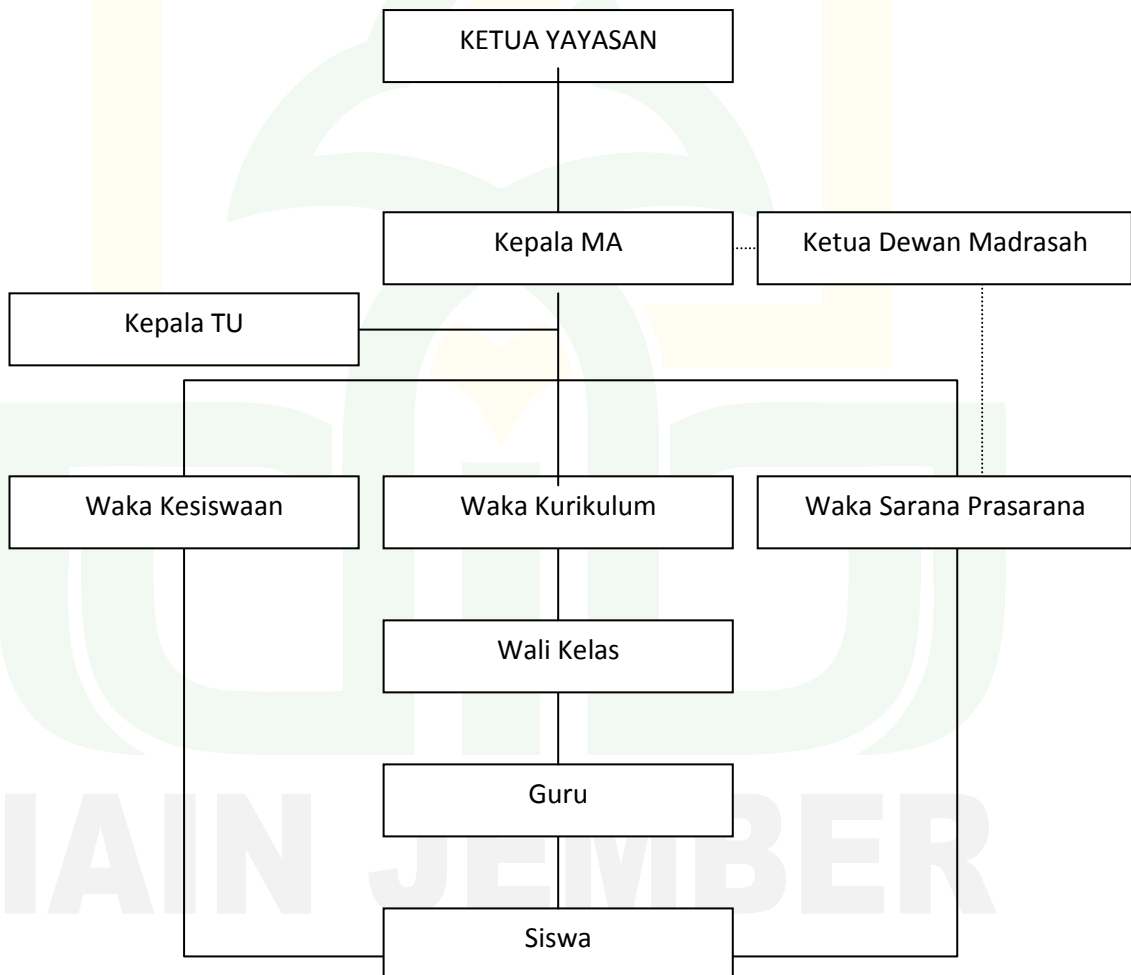 KETUA YAYASAN
Kepala MA
Ketua Dewan Madrasah
Kepala TU
Waka Kesiswaan
Waka Kurikulum
Waka Sarana Prasarana
Wali Kelas
Guru
Siswa
IAIN JEMBER